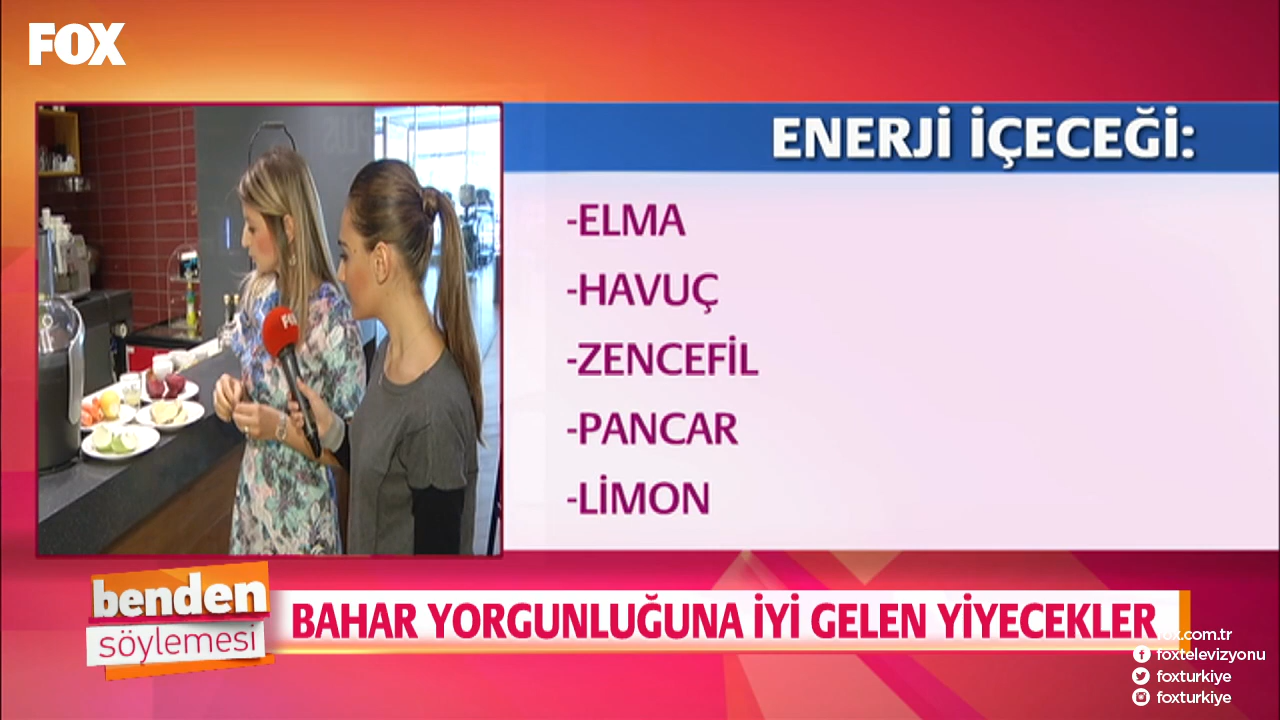 FOX
ENERJİ İÇECEĞİ:
-ELMA
-HAVUÇ
-ZENCEFİL
-PANCAR
-LİMON
FOX
benden
söylemesi
BAHAR YORGUNLUĞUNA İYİ GELEN YİYECEKLER
fox.com.tr
foxtelevizyonu
foxturkiye
foxturkiye